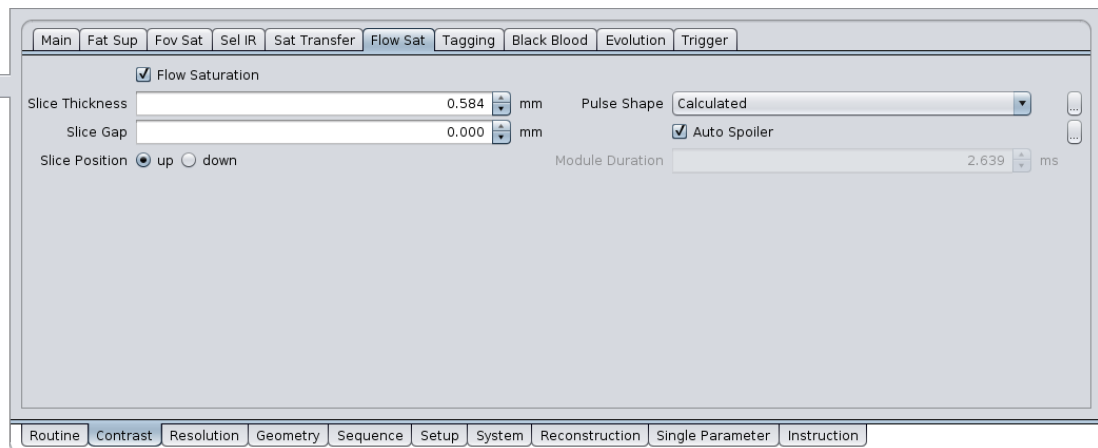 Main Fat Sup Fov Sat Sel IR Sat Transfer Flow Sat Tagging Black Blood Evolution Trigger
Flow Saturation
Slice Thickness 0.584 mm Pulse Shape Calculated ...
Slice Gap 0.000 mm Auto Spoiler ...
Slice Position up down Module Duration 2.639 ms
Routine Contrast Resolution Geometry Sequence Setup System Reconstruction Single Parameter Instruction